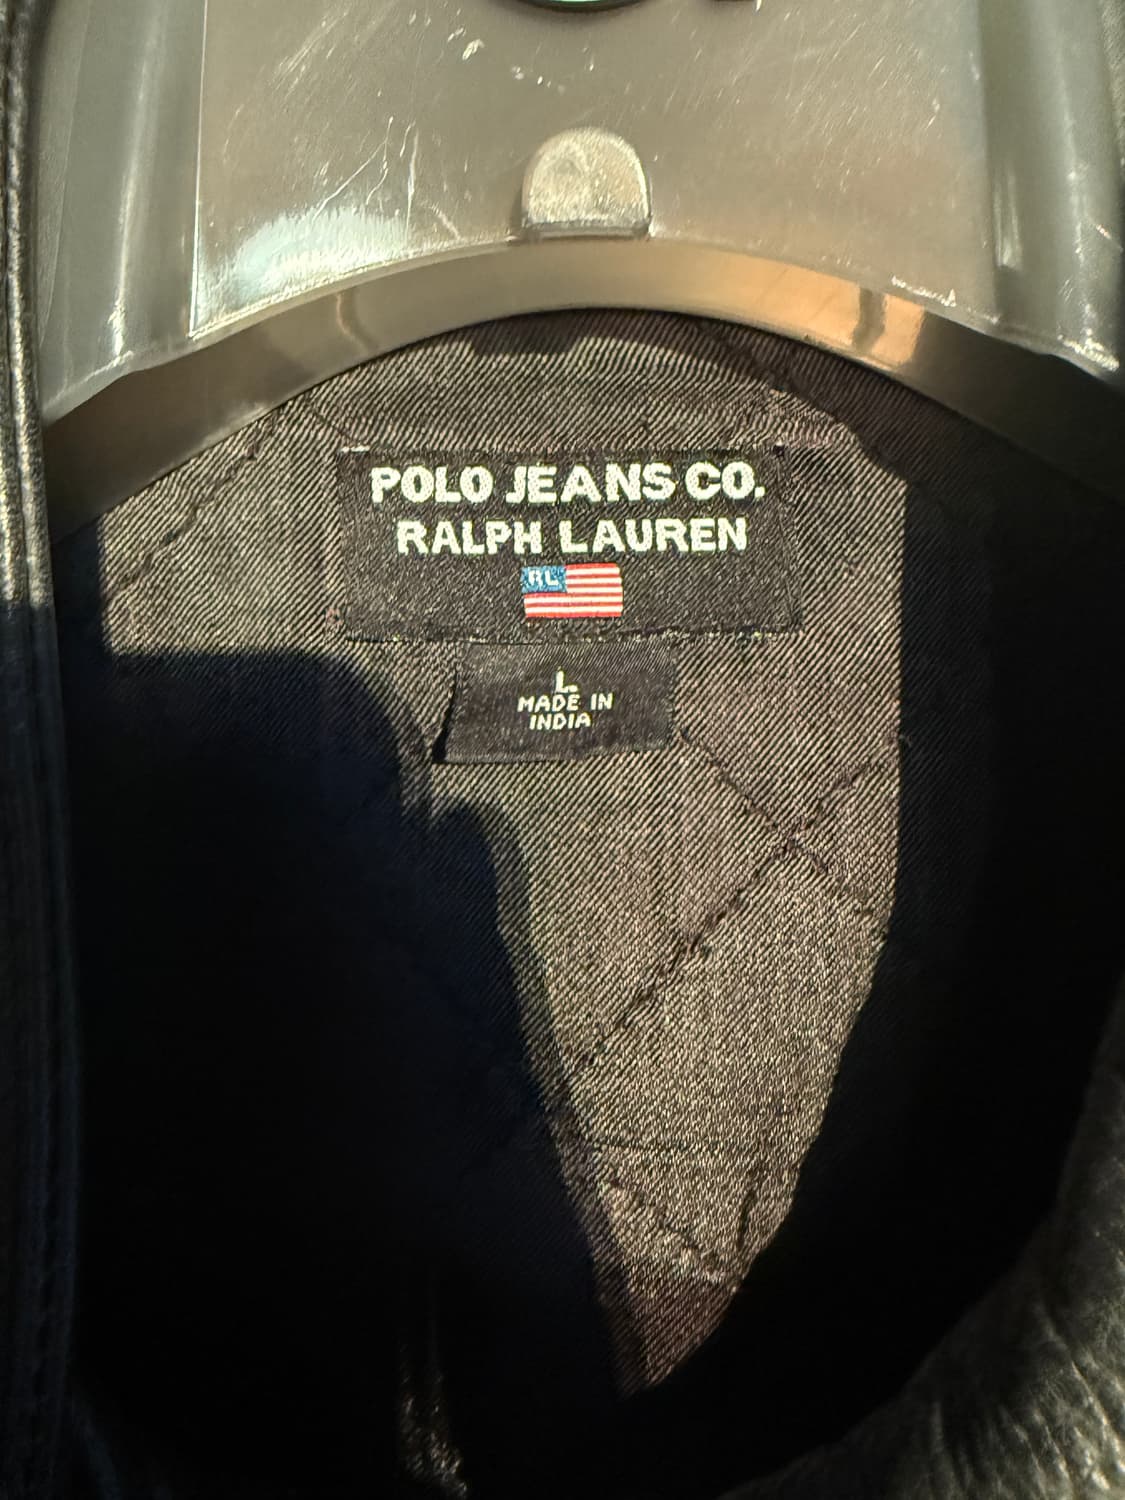 POLO JEANS CO.
RALPH LAUREN
RL
L
MADE IN
INDIA